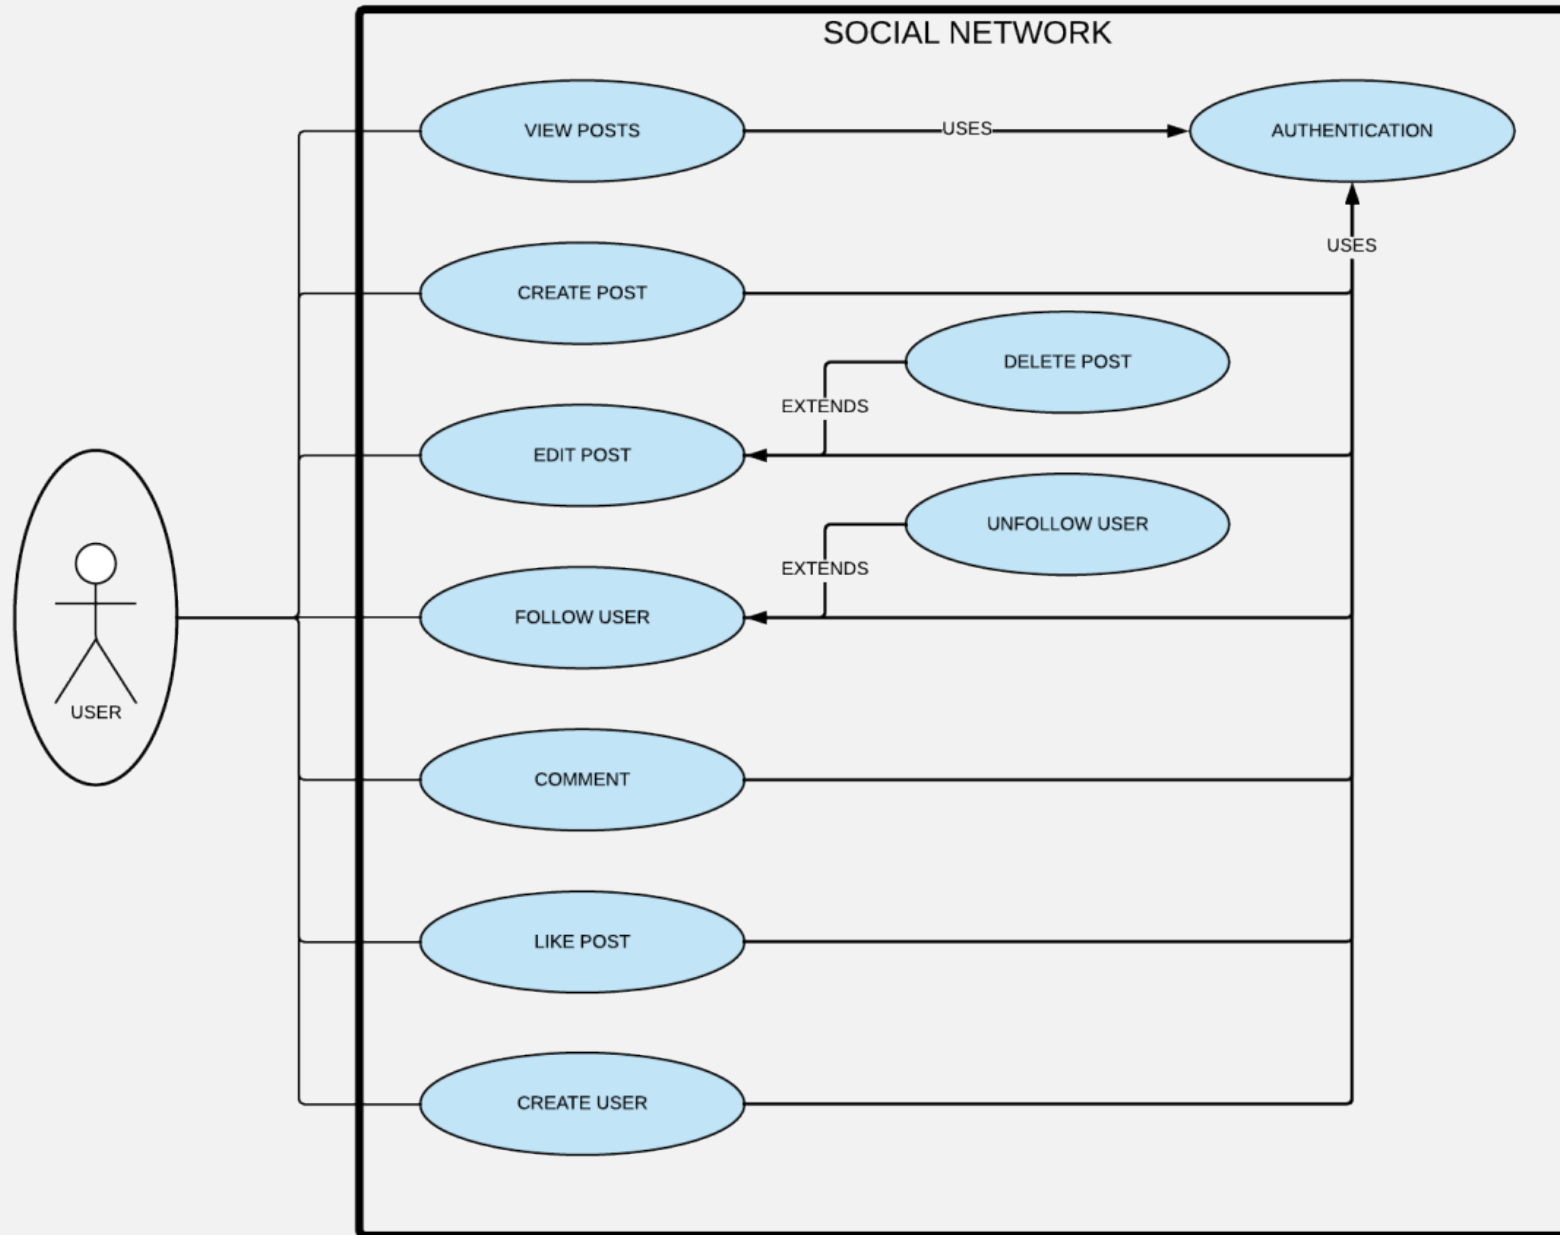 SOCIAL NETWORK
VIEW POSTS
USES
AUTHENTICATION
USES
CREATE POST
DELETE POST
EXTENDS
EDIT POST
UNFOLLOW USER
EXTENDS
FOLLOW USER
USER
COMMENT
LIKE POST
CREATE USER